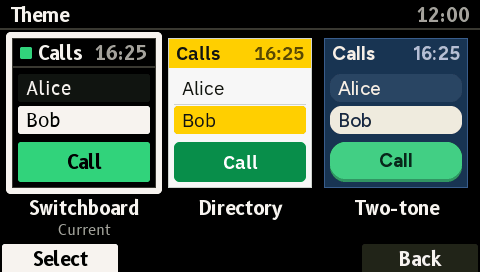 Theme 12:00
Calls 16:25
Alice
Bob
Call
Switchboard
Current
Calls 16:25
Alice
Bob
Call
Directory
Calls 16:25
Alice
Bob
Call
Two-tone
Select Back